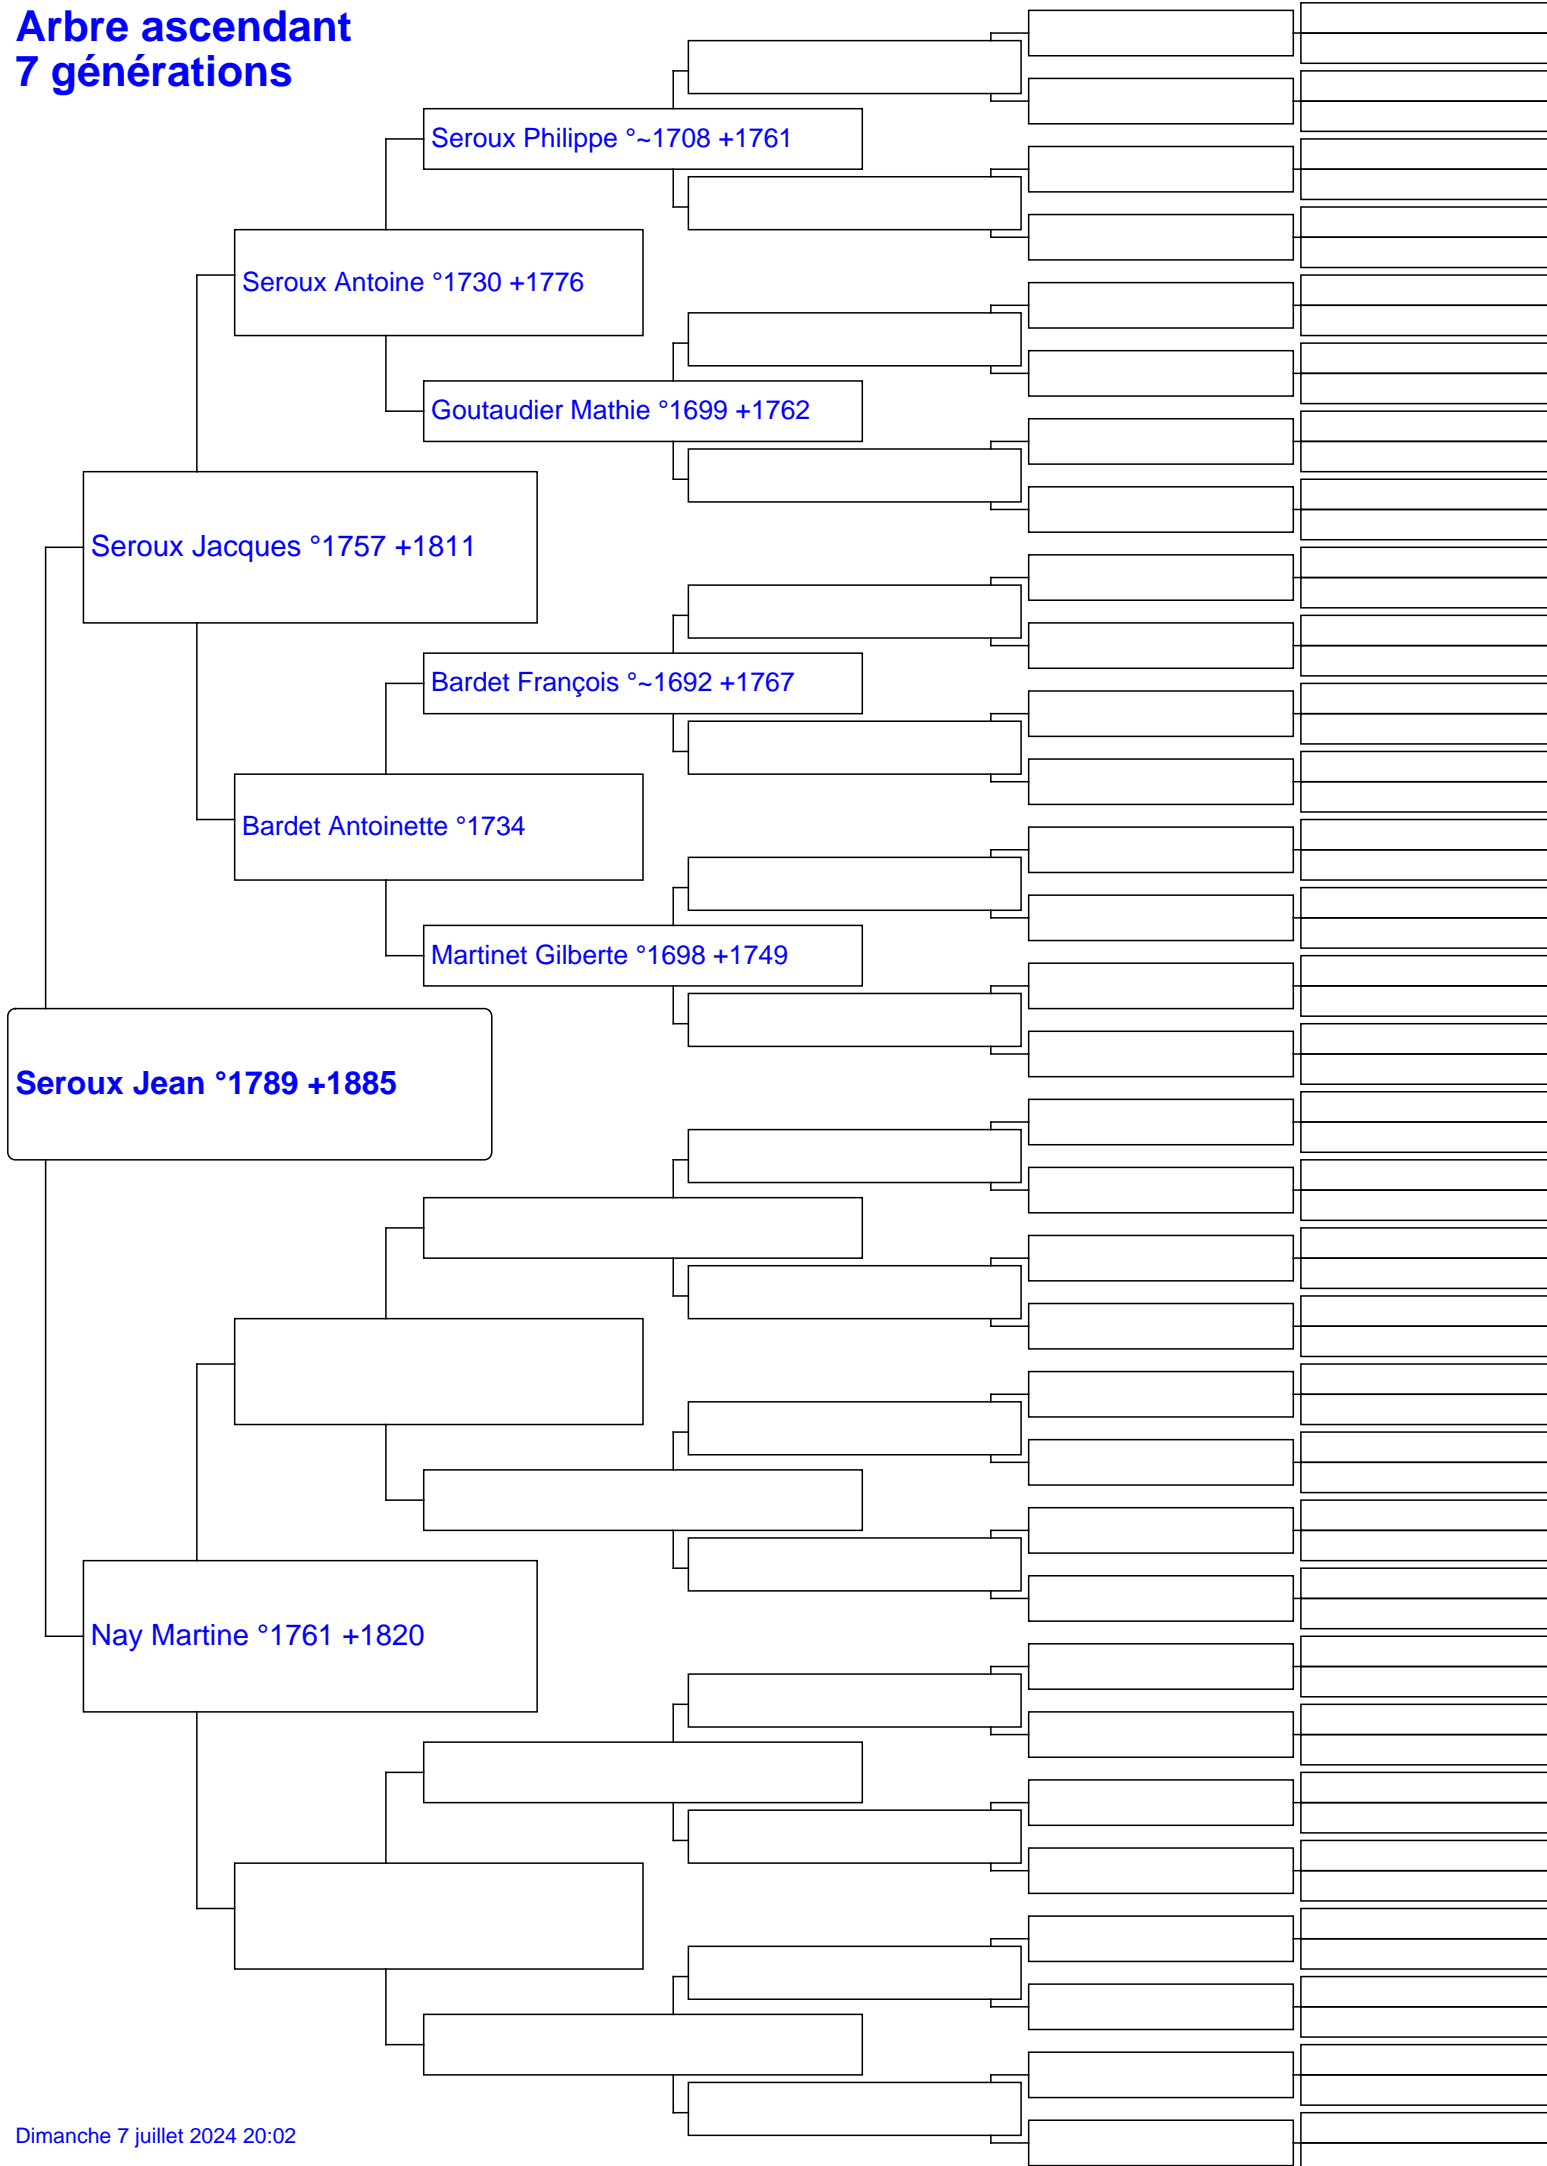 Arbre ascendant
7 générations
Seroux Philippe °~1708 +1761
Seroux Antoine °1730 +1776
Goutaudier Mathie °1699 +1762
Seroux Jacques °1757 +1811
Bardet François °~1692 +1767
Bardet Antoinette °1734
Martinet Gilberte °1698 +1749
Seroux Jean °1789 +1885
Nay Martine °1761 +1820
Dimanche 7 juillet 2024 20:02